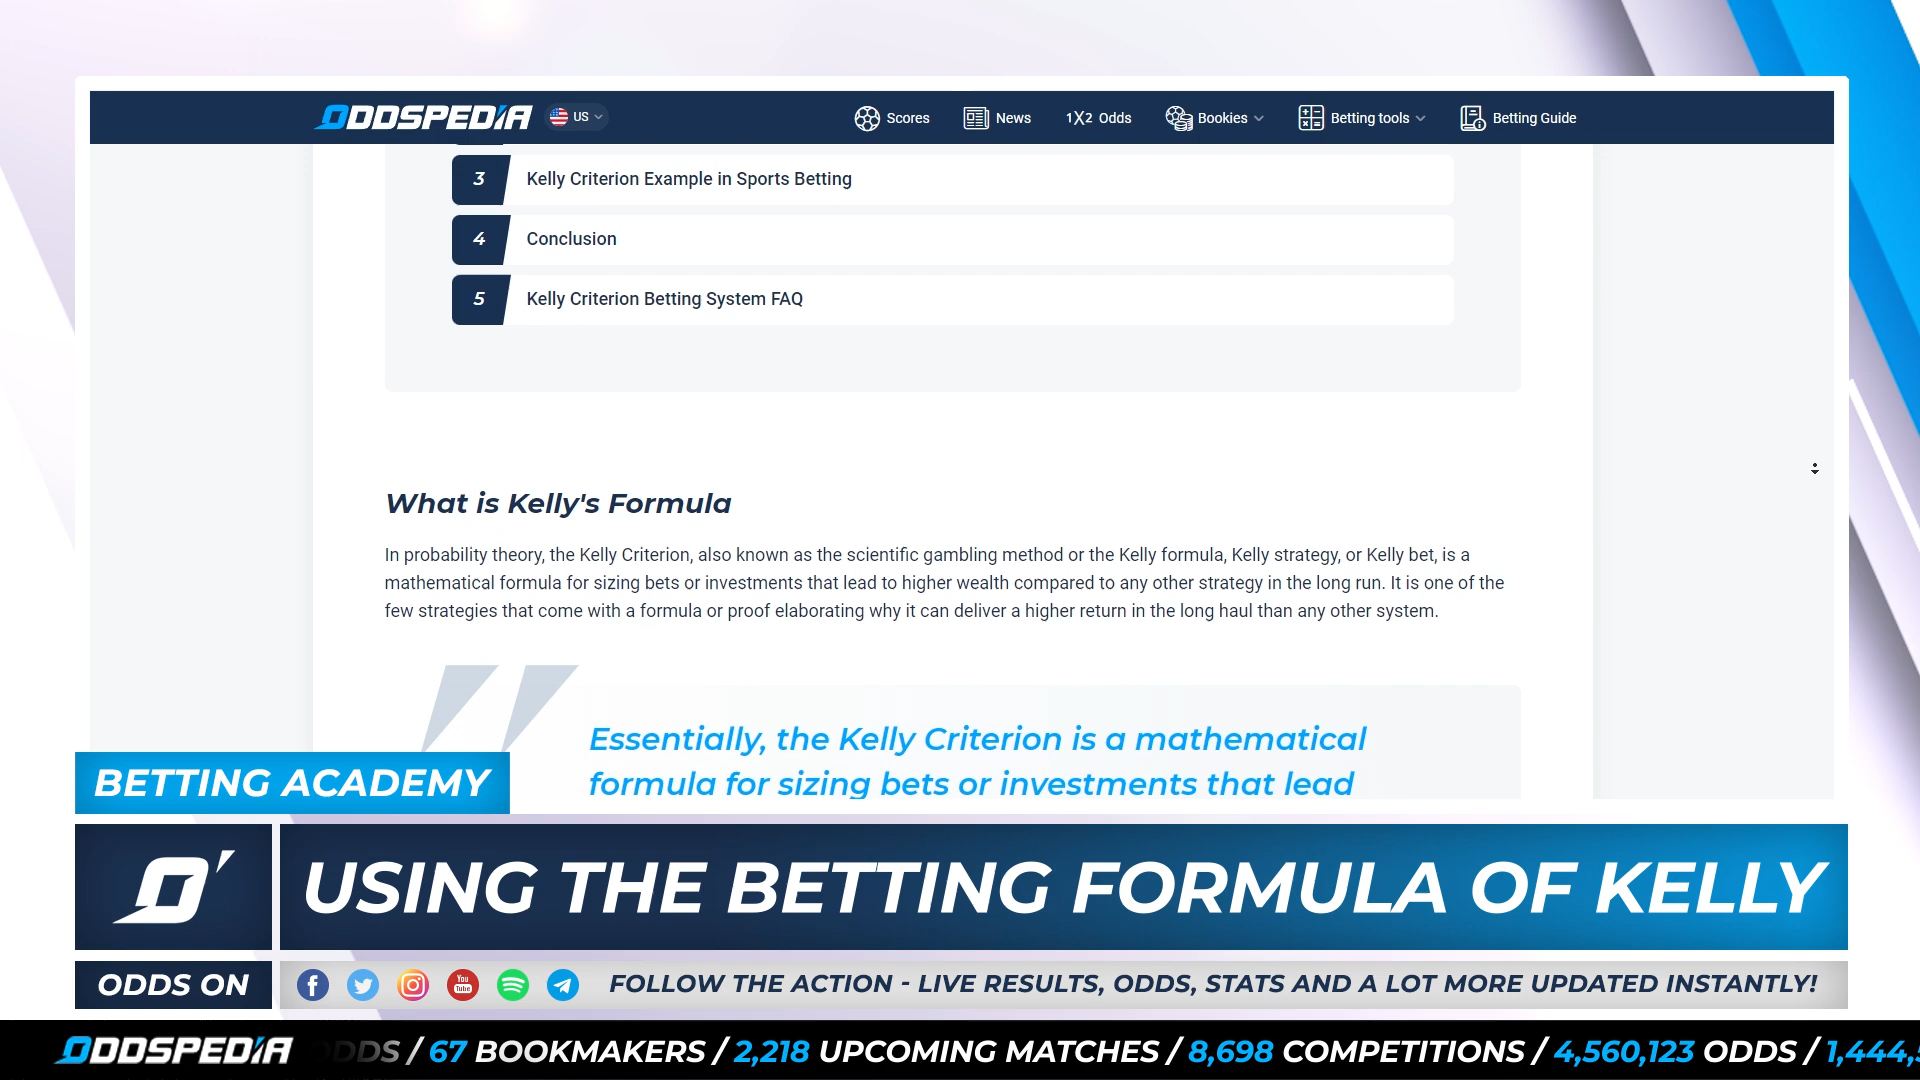 ODDSPEDIA US Scores News 1X2 Odds Bookies Betting tools Betting Guide
3 Kelly Criterion Example in Sports Betting
4 Conclusion
5 Kelly Criterion Betting System FAQ
What is Kelly's Formula
In probability theory, the Kelly Criterion, also known as the scientific gambling method or the Kelly formula, Kelly strategy, or Kelly bet, is a
mathematical formula for sizing bets or investments that lead to higher wealth compared to any other strategy in the long run. It is one of the
few strategies that come with a formula or proof elaborating why it can deliver a higher return in the long haul than any other system.
Essentially, the Kelly Criterion is a mathematical
formula for sizing bets or investments that lead
BETTING ACADEMY
USING THE BETTING FORMULA OF KELLY
ODDS ON You Tube FOLLOW THE ACTION - LIVE RESULTS, ODDS, STATS AND A LOT MORE UPDATED INSTANTLY!
ODDSPEDIA ODDS / 67 BOOKMAKERS / 2,218 UPCOMING MATCHES / 8,698 COMPETITIONS / 4,560,123 ODDS /